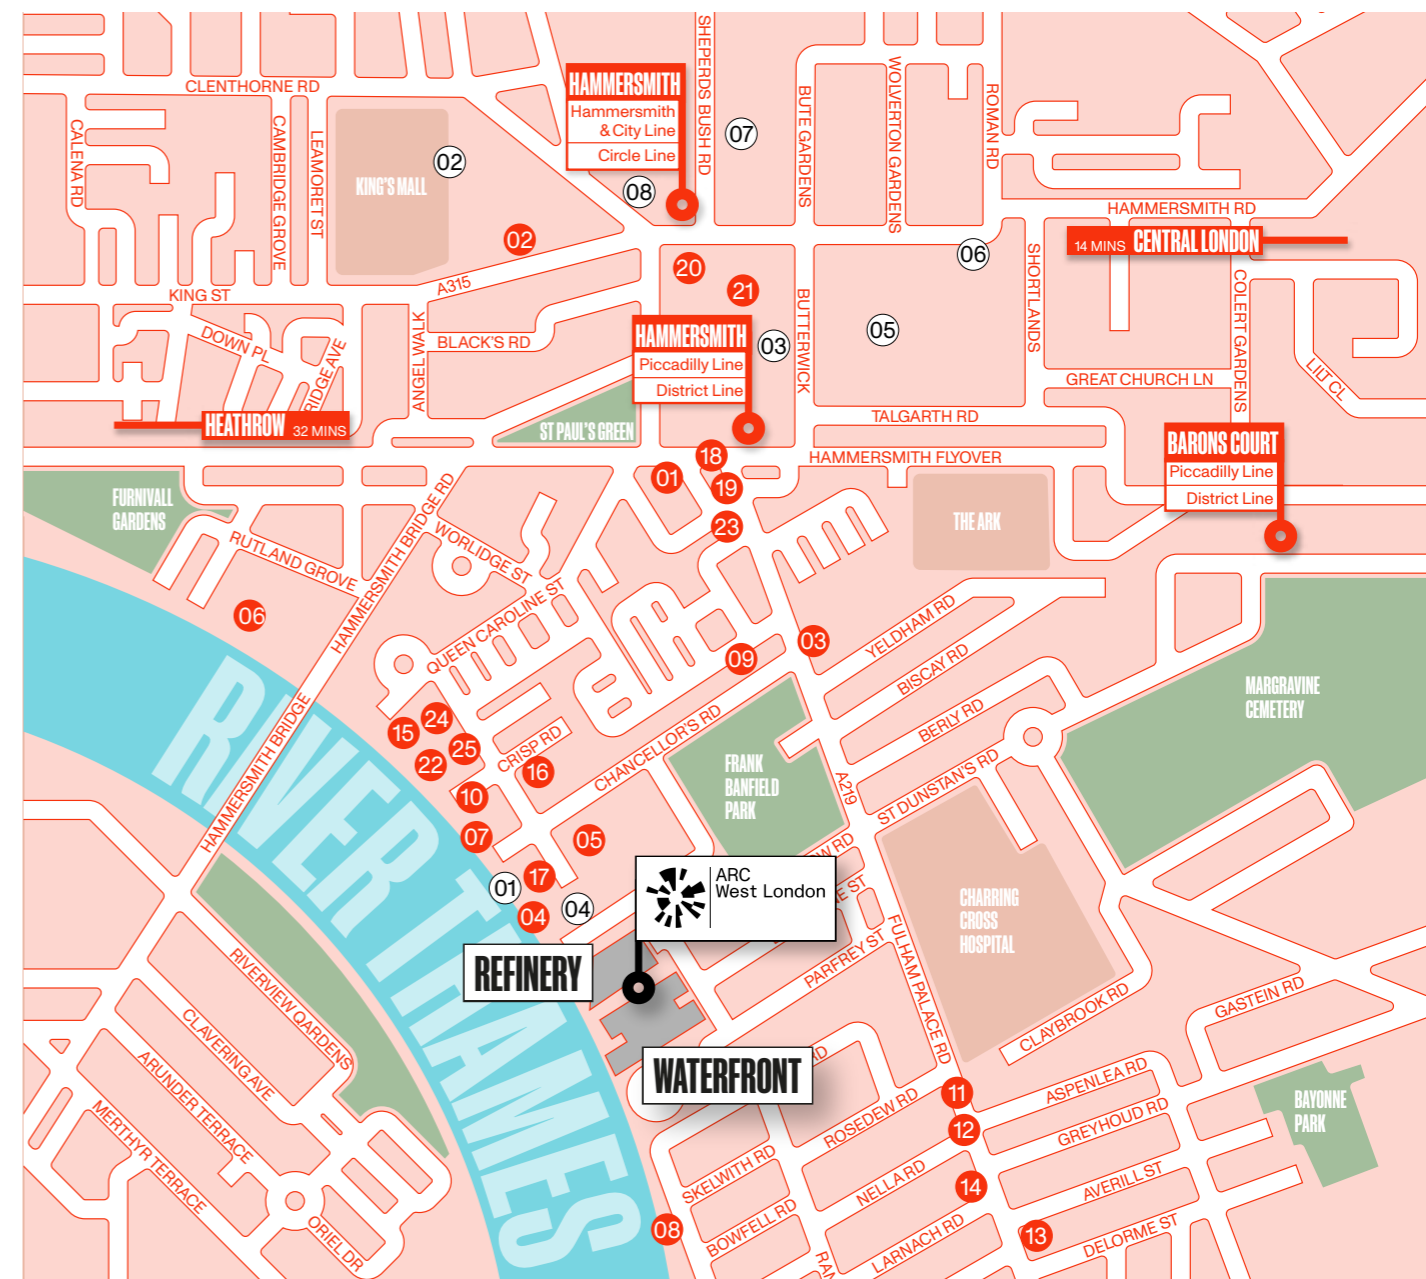 CLENTHORNE RD
CALENA RD
CAMBRIDGE GROVE
LEAMORET ST
KING'S MALL
02
HAMMERSMITH
Hammersmith
& City Line
Circle Line
08
SHEPERDS BUSH RD
07
BUTE GARDENS
WOLVERTON GARDENS
ROMAN RD
HAMMERSMITH RD
14 MINS CENTRAL LONDON
02
A315
KING ST
DOWN PL
RIDGE AVE
ANGEL WALK
BLACK'S RD
HEATHROW 32 MINS
20
21
HAMMERSMITH
Piccadilly Line
District Line
03
BUTTERWICK
05
06
SHORTLANDS
COLERT GARDENS
LILT CL
GREAT CHURCH LN
TALGARTH RD
HAMMERSMITH FLYOVER
ST PAUL'S GREEN
BARONS COURT
Piccadilly Line
District Line
FURNIVALL
GARDENS
RUTLAND GROVE
HAMMERSMITH BRIDGE RD
WORLIDGE ST
QUEEN CAROLINE ST
01
18
19
23
THE ARK
06
HAMMERSMITH BRIDGE
RIVER THAMES
09
03
YELDHAM RD
BISCAY RD
BERLY RD
ST DUNSTAN'S RD
MARGRAVINE
CEMETERY
15
24
22
25
CRISP RD
16
CHANCELLOR'S RD
10
07
05
FRANK
BANFIELD
PARK
A219
01
17
04
04
ARC
West London
REFINERY
WATERFRONT
PARFREY ST
FULHAM PALACE RD
CHARRING
CROSS
HOSPITAL
CLAYBROOK RD
GASTEIN RD
RIVERVIEW QARDENS
CLAVERING AVE
ARUNDER TERRACE
MERTHYR TERRACE
ORIEL DR
ROSEDEW RD
11
12
ASPENLEA RD
GREYHOUD RD
BAYONNE
PARK
SKELWITH RD
NELLA RD
14
AVERILL ST
08
BOWFELL RD
LARNACH RD
13
DELORME ST